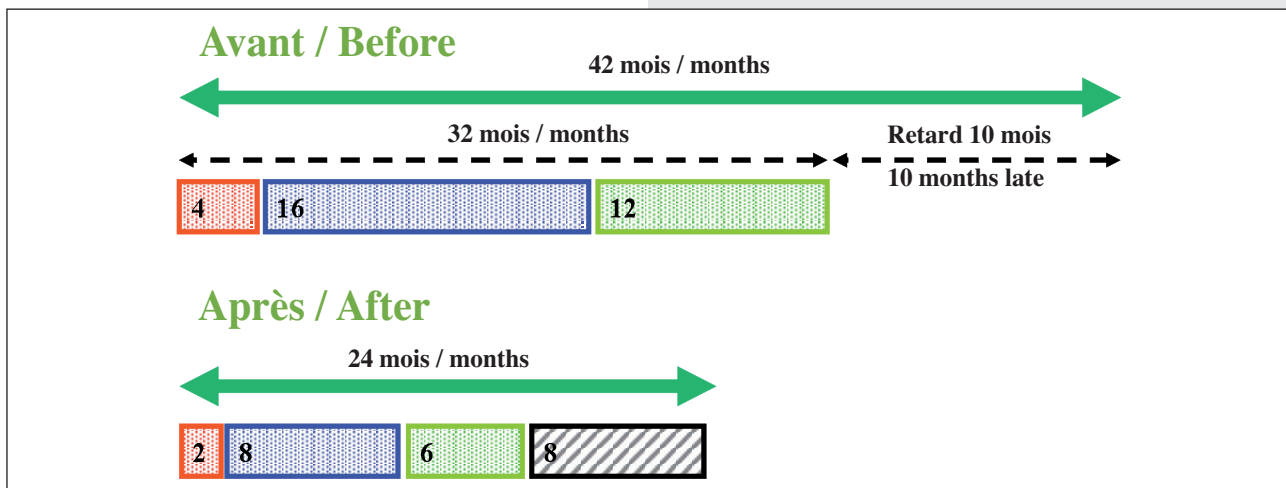 Avant / Before
42 mois / months
32 mois / months
Retard 10 mois
10 months late
4
16
12
Après / After
24 mois / months
2
8
6
8